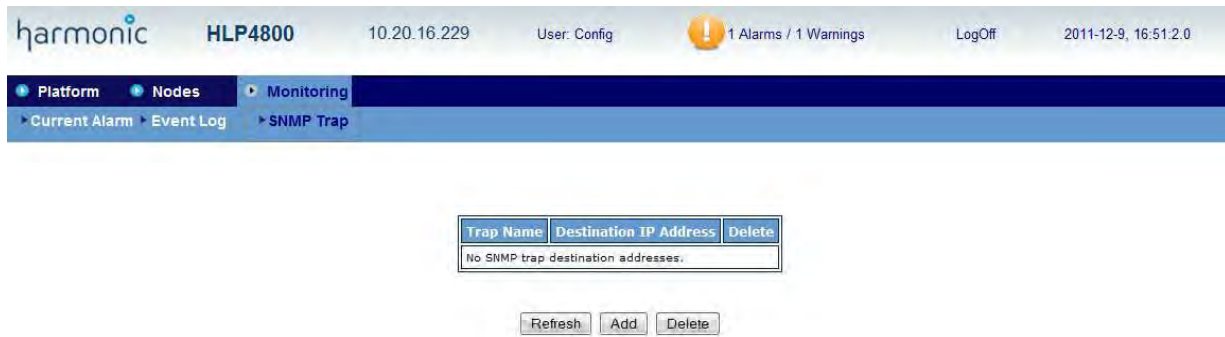 harmonic HLP4800 10.20.16.229 User: Config 1 Alarms / 1 Warnings LogOff 2011-12-9, 16:51:2.0
Platform Nodes Monitoring
Current Alarm Event Log SNMP Trap
Trap Name Destination IP Address Delete
No SNMP trap destination addresses.
Refresh Add Delete